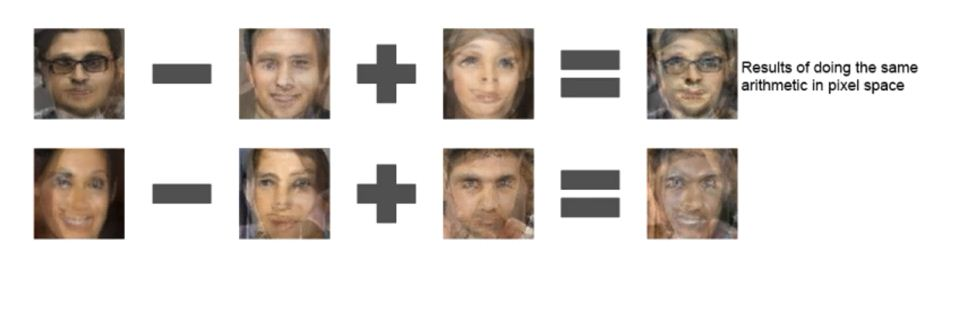 Results of doing the same
arithmetic in pixel space